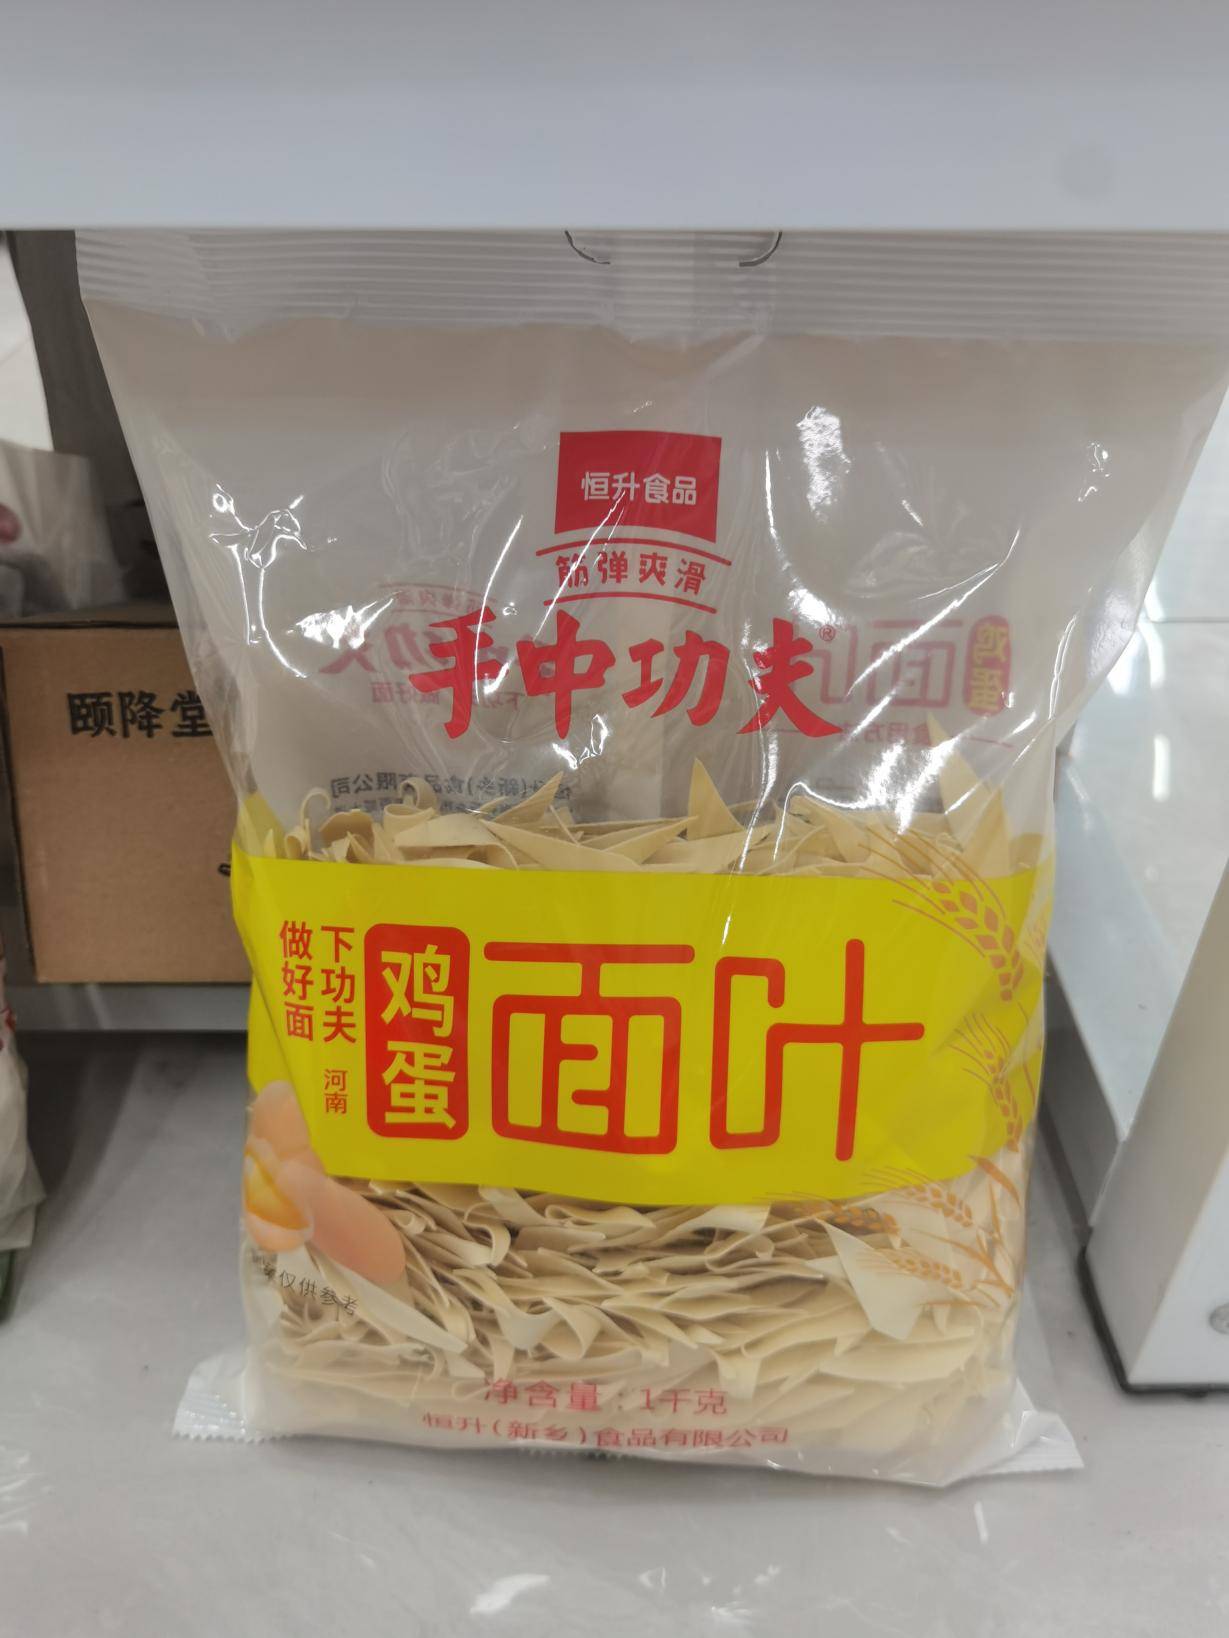 恒升食品
筋弹爽滑
手中功夫®
颐降堂
下功夫
做好面
河南
鸡蛋
面叶
图案仅供参考
净含量：1千克
恒升（新乡）食品有限公司